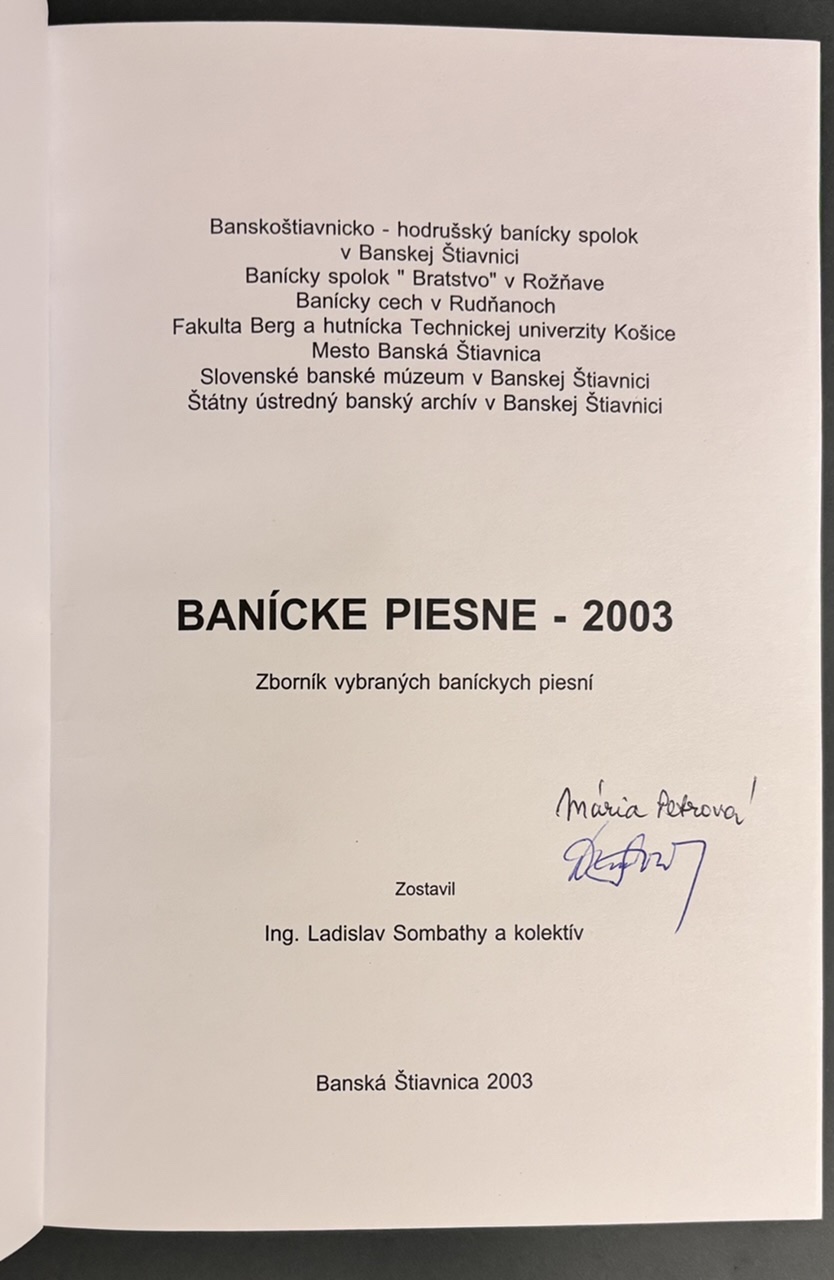 Banskoštiavnicko - hodrušský banícky spolok
v Banskej Štiavnici
Banícky spolok " Bratstvo" v Rožňave
Banícky cech v Rudňanoch
Fakulta Berg a hutnícka Technickej univerzity Košice
Mesto Banská Štiavnica
Slovenské banské múzeum v Banskej Štiavnici
Štátny ústredný banský archív v Banskej Štiavnici
BANÍCKE PIESNE - 2003
Zborník vybraných baníckych piesní
Mária Petrová
Zostavil
Ing. Ladislav Sombathy a kolektív
Banská Štiavnica 2003